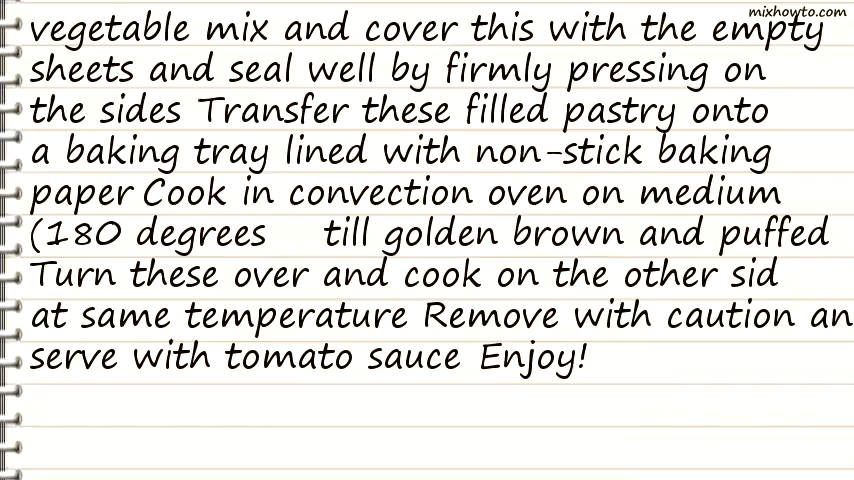 mixhowto.com
vegetable mix and cover this with the empty
sheets and seal well by firmly pressing on
the sides Transfer these filled pastry onto
a baking tray lined with non-stick baking
paper Cook in convection oven on medium
(180 degrees till golden brown and puffed
Turn these over and cook on the other sid
at same temperature Remove with caution an
serve with tomato sauce Enjoy!